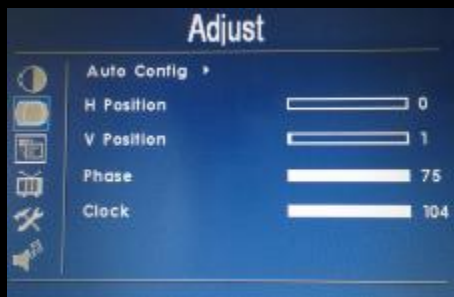 Adjust
Auto Config
H Position 0
V Position 1
Phase 75
Clock 104